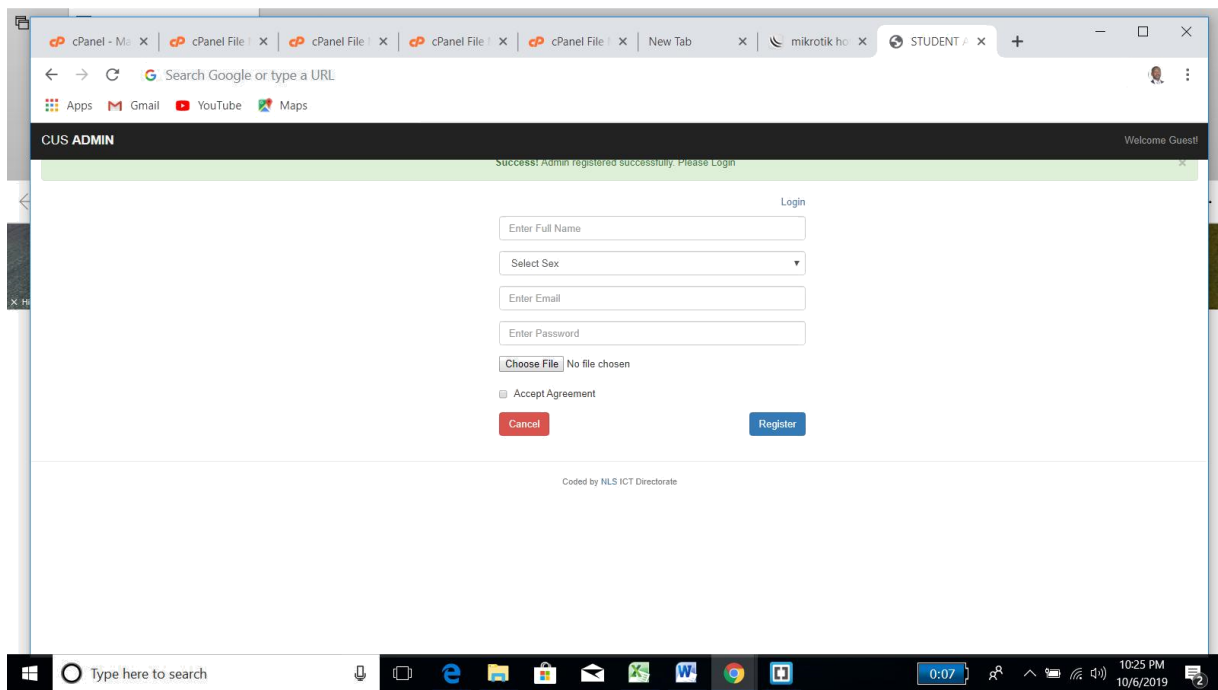 cPanel - Ma
cPanel File
cPanel File
cPanel File
cPanel File
New Tab
mikrotik ho
STUDENT A
Search Google or type a URL
Apps Gmail YouTube Maps
CUS ADMIN Welcome Guest!
Success! Admin registered successfully. Please Login
Login
Enter Full Name
Select Sex
Enter Email
Enter Password
Choose File No file chosen
Accept Agreement
Cancel Register
Coded by NLS ICT Directorate
Type here to search
0:07
10:25 PM
10/6/2019
2